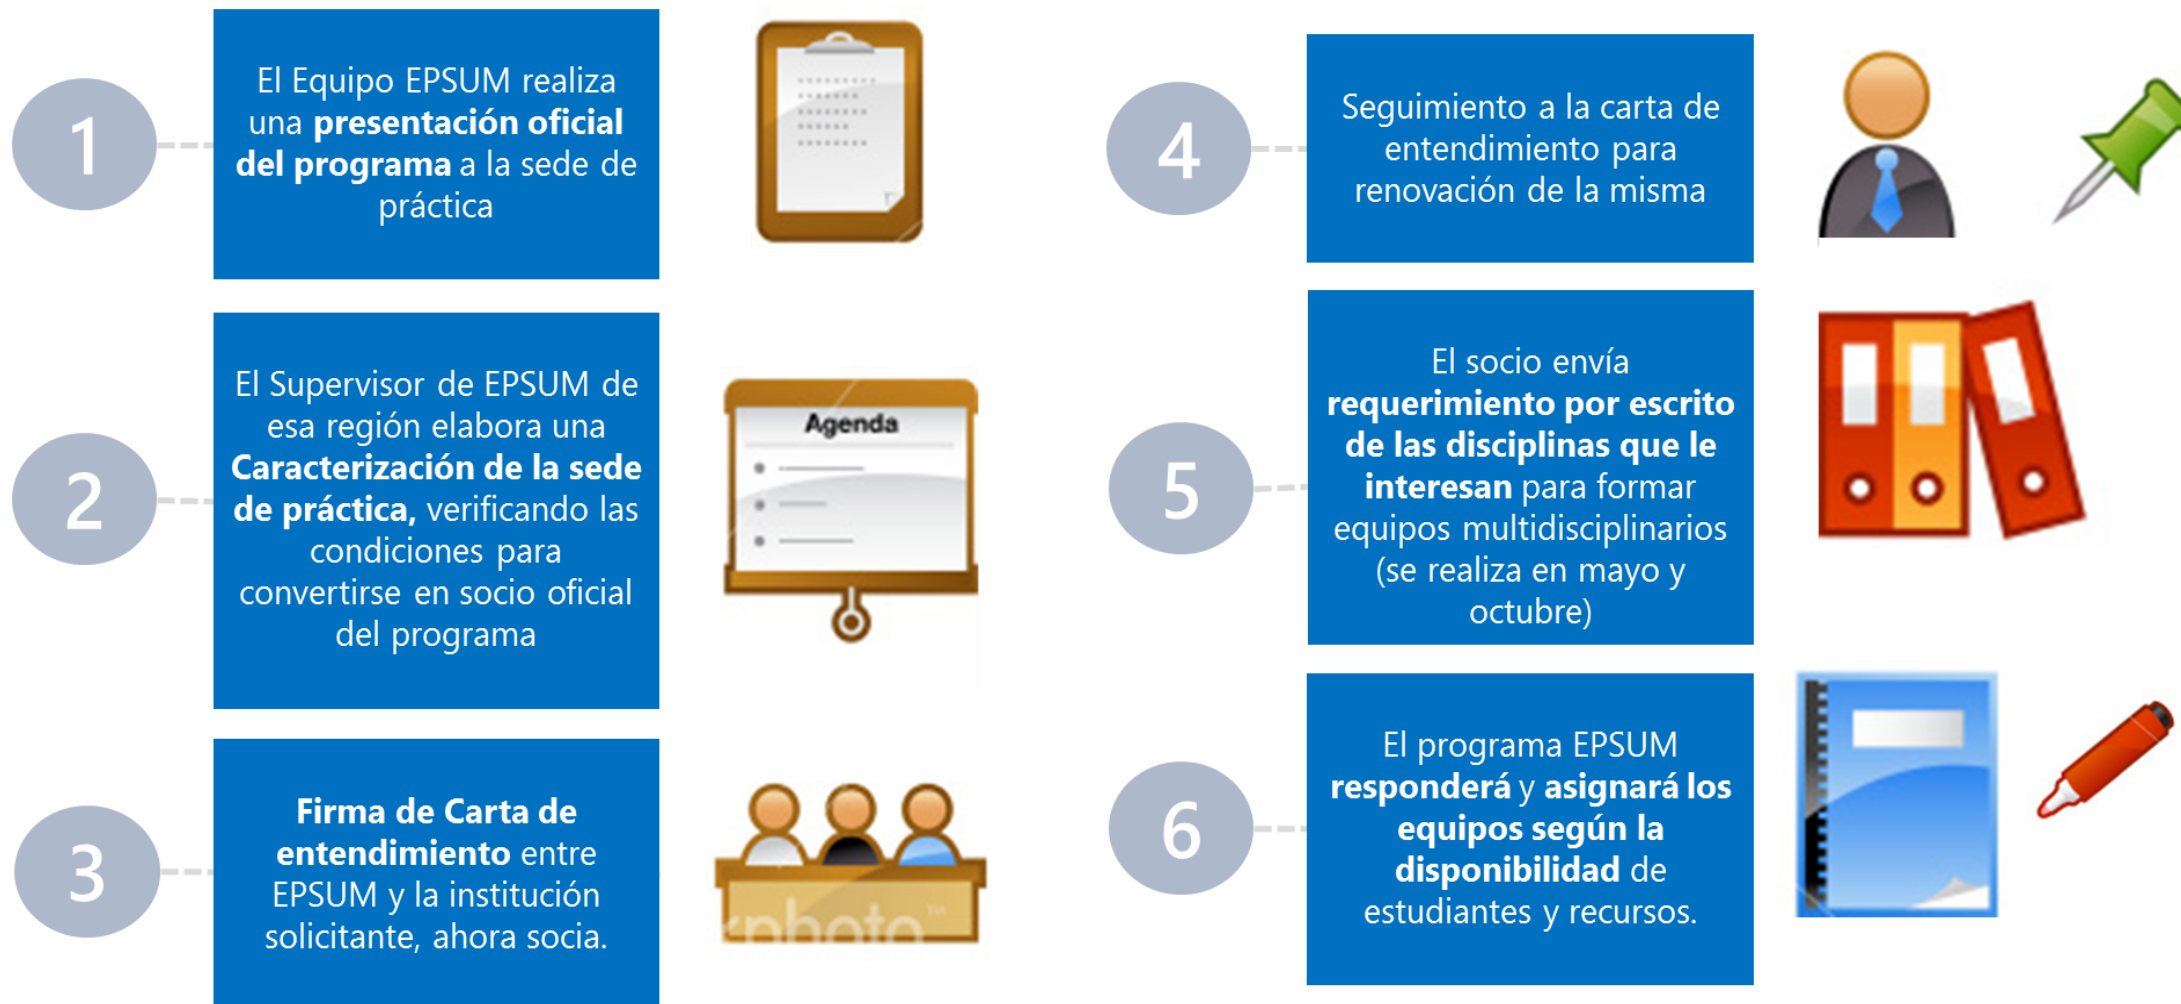 1
El Equipo EPSUM realiza
una presentación oficial
del programa a la sede de
práctica
2
El Supervisor de EPSUM de
esa región elabora una
Caracterización de la sede
de práctica, verificando las
condiciones para
convertirse en socio oficial
del programa
Agenda
3
Firma de Carta de
entendimiento entre
EPSUM y la institución
solicitante, ahora socia.
4
Seguimiento a la carta de
entendimiento para
renovación de la misma
5
El socio envía
requerimiento por escrito
de las disciplinas que le
interesan para formar
equipos multidisciplinarios
(se realiza en mayo y
octubre)
6
El programa EPSUM
responderá y asignará los
equipos según la
disponibilidad de
estudiantes y recursos.